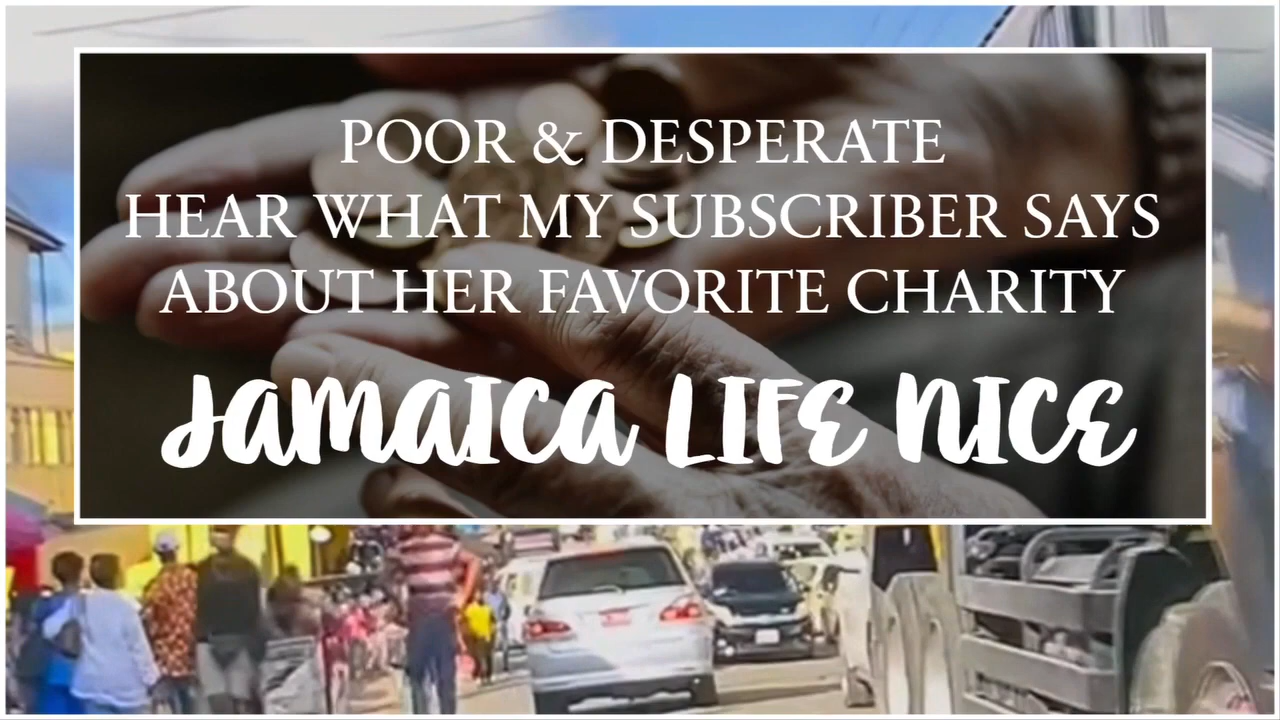 POOR & DESPERATE
HEAR WHAT MY SUBSCRIBER SAYS
ABOUT HER FAVORITE CHARITY
JAMAICA LIFE NICE